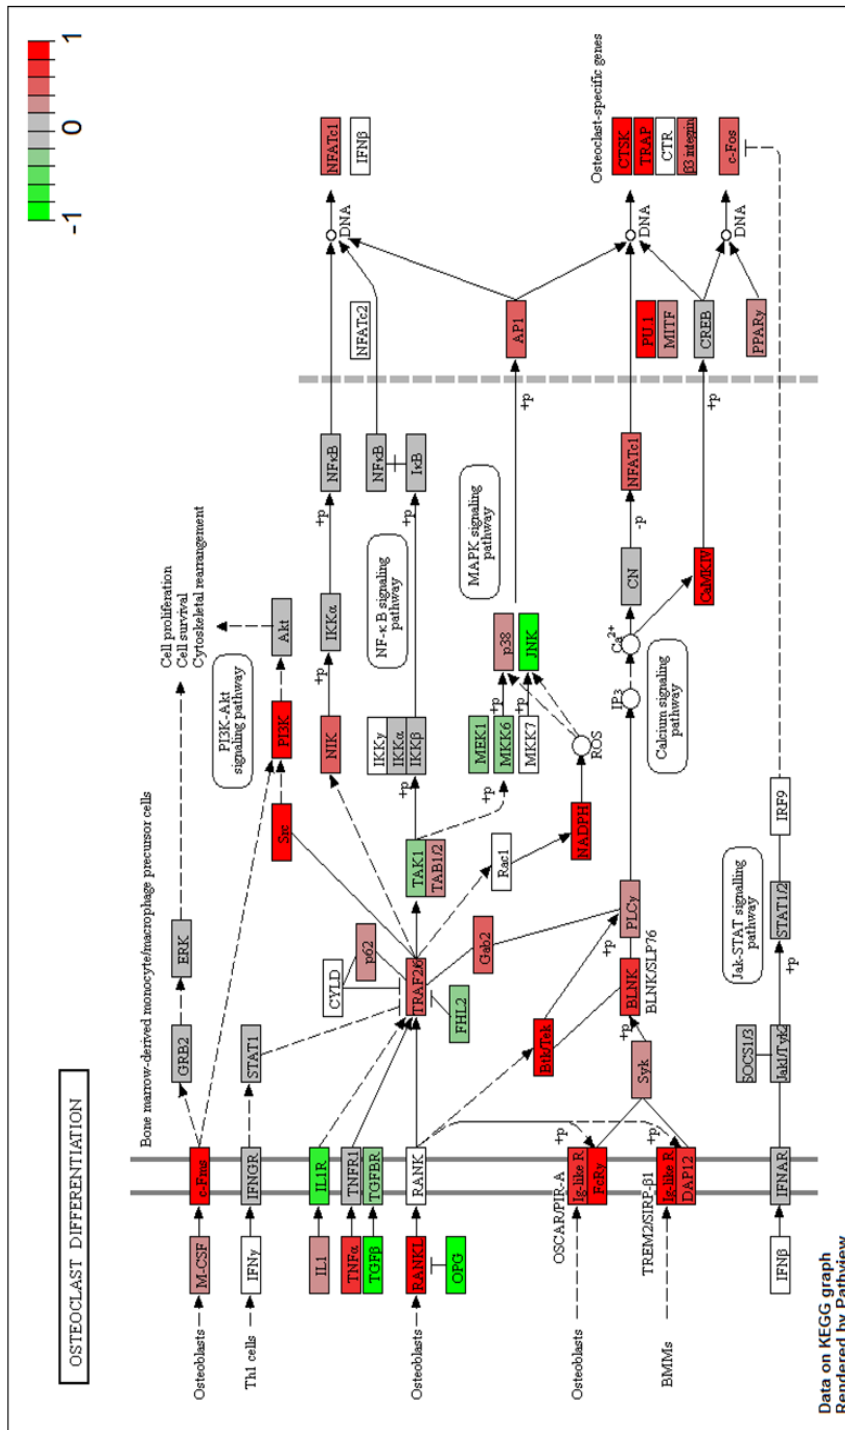 OSTEOCLAST DIFFERENTIATION
-1
0
1
Bone marrow-derived monocyte/macrophage precursor cells
Cell proliferation
Cell survival
Cytoskeletal rearrangement
Osteoblasts
M-CSF
c-Fms
GRB2
ERK
PI3K-Akt
signaling pathway
Th1 cells
IFNγ
IFNGR
STAT1
Src
PI3K
Akt
IL1
IL1R
CYLD
p62
NIK
+p
IKKα
+p
NFκB
NFATc2
DNA
NFATc1
IFNβ
TNFα
TNFR1
TGFβ
TGFBR
NF-κ B signaling
pathway
NFκB
Osteoblasts
RANKL
RANK
TRAF2/6
TAK1
TAB1/2
+p
IKKγ
IKKα
IKKβ
+p
IκB
OPG
FHL2
Gab2
+p
MEK1
MKK6
MKK7
+p
+p
p38
JNK
MAPK signaling
pathway
+p
AP1
Rac1
NADPH
ROS
OSCAR/PIR-A
Osteoblasts
Ig-like R
FcRγ
+p
Btk/Tek
+p
BLNK
BLNK/SLP76
+p
PLCγ
IP3
Ca2+
CN
-p
NFATc1
Calcium signaling
pathway
CaMKIV
+p
PU.1
MITF
CREB
PPARγ
DNA
DNA
Osteoclast-specific genes
CTSK
TRAP
CTR
β3 integrin
c-Fos
TREM2/SIRP-β1
BMMs
Ig-like R
DAP12
+p
Syk
Jak-STAT signalling
pathway
SOCS1/3
IFNβ
IFNAR
Jak1/Tyk2
+p
STAT1/2
IRF9
Data on KEGG graph
Rendered by Pathview